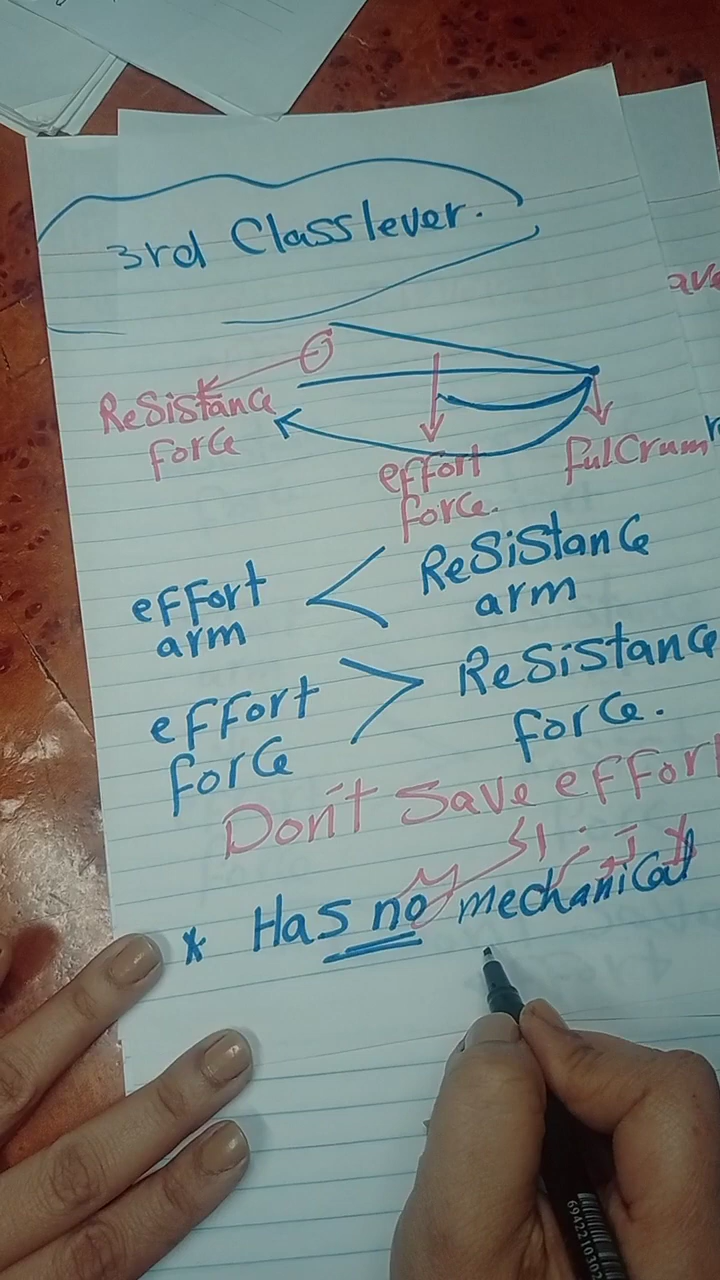 3rd Class lever.
Resistance
force
effort
force.
fulcrum
effort
arm
<
Resistance
arm
effort
force
>
Resistance
force.
Don't Save effort
* Has no mechanical